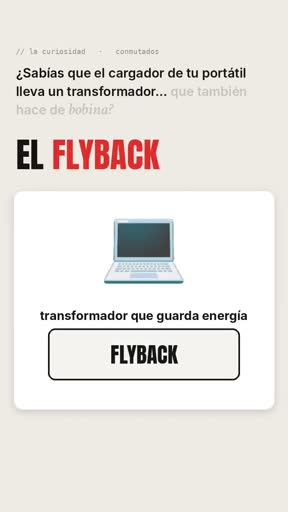 // la curiosidad · conmutados
¿Sabías que el cargador de tu portátil
lleva un transformador... que también
hace de bobina?
EL FLYBACK
transformador que guarda energía
FLYBACK